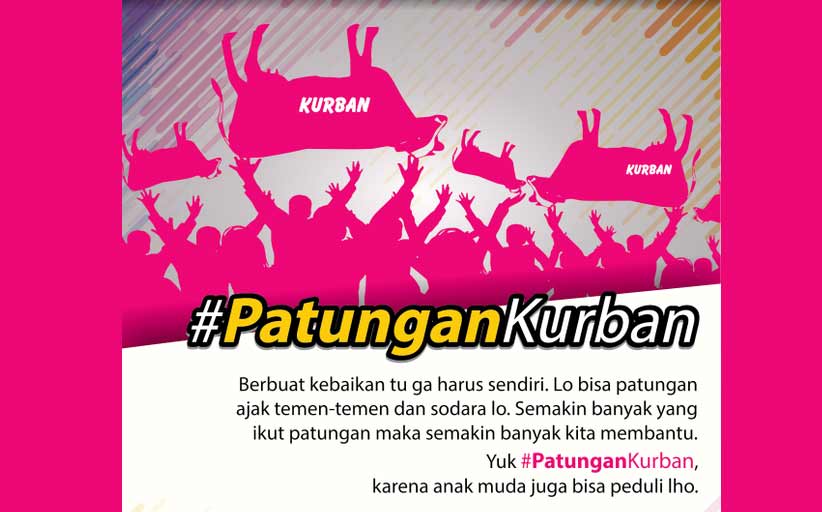 KURBAN
KURBAN
#PatunganKurban
Berbuat kebaikan tu ga harus sendiri. Lo bisa patungan
ajak temen-temen dan sodara lo. Semakin banyak yang
ikut patungan maka semakin banyak kita membantu.
Yuk #PatunganKurban,
karena anak muda juga bisa peduli lho.